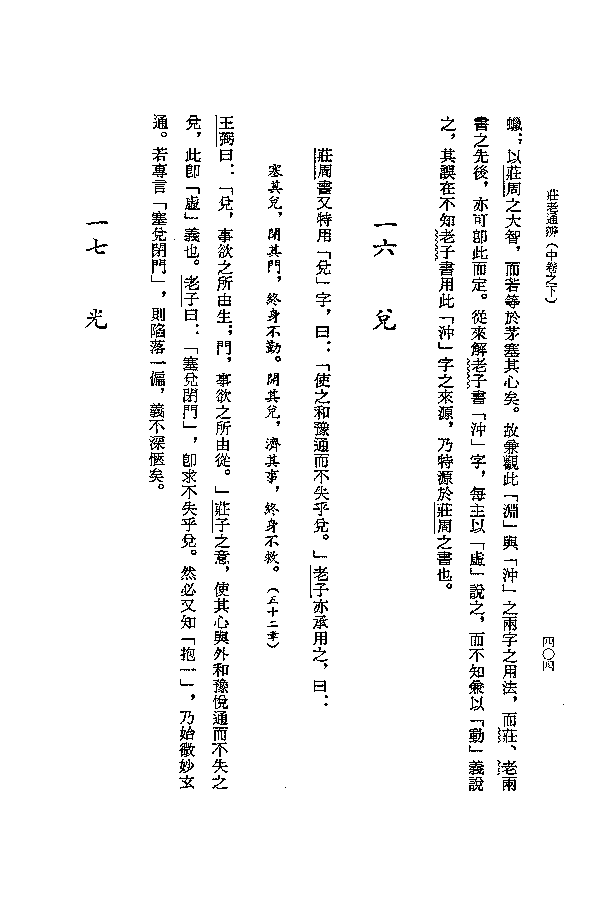 莊老通辨（中卷之下）
四〇四
蠍；以莊周之大智，而若等於茅塞其心矣。故兼觀此「淵」與「沖」之兩字之用法，而莊、老兩
書之先後，亦可卽此而定。從來解老子書「沖」字，每主以「虛」說之，而不知兼以「動」義說
之，其誤在不知老子書用此「沖」字之來源，乃特源於莊周之書也。
一六　兌
莊周書又特用「兌」字，曰：「使之和豫通而不失乎兌。」老子亦承用之，曰：
塞其兌，閉其門，終身不勤。開其兌，濟其事，終身不救。（五十二章）
王弼曰：「兌，事欲之所由生；門，事欲之所由從。」莊子之意，使其心與外和豫悅通而不失之
兌，此卽「虛」義也。老子曰：「塞兌閉門」，卽求不失乎兌。然必又知「抱一」，乃始微妙玄
通。若專言「塞兌閉門」，則陷落一偏，義不深愜矣。
一七　光